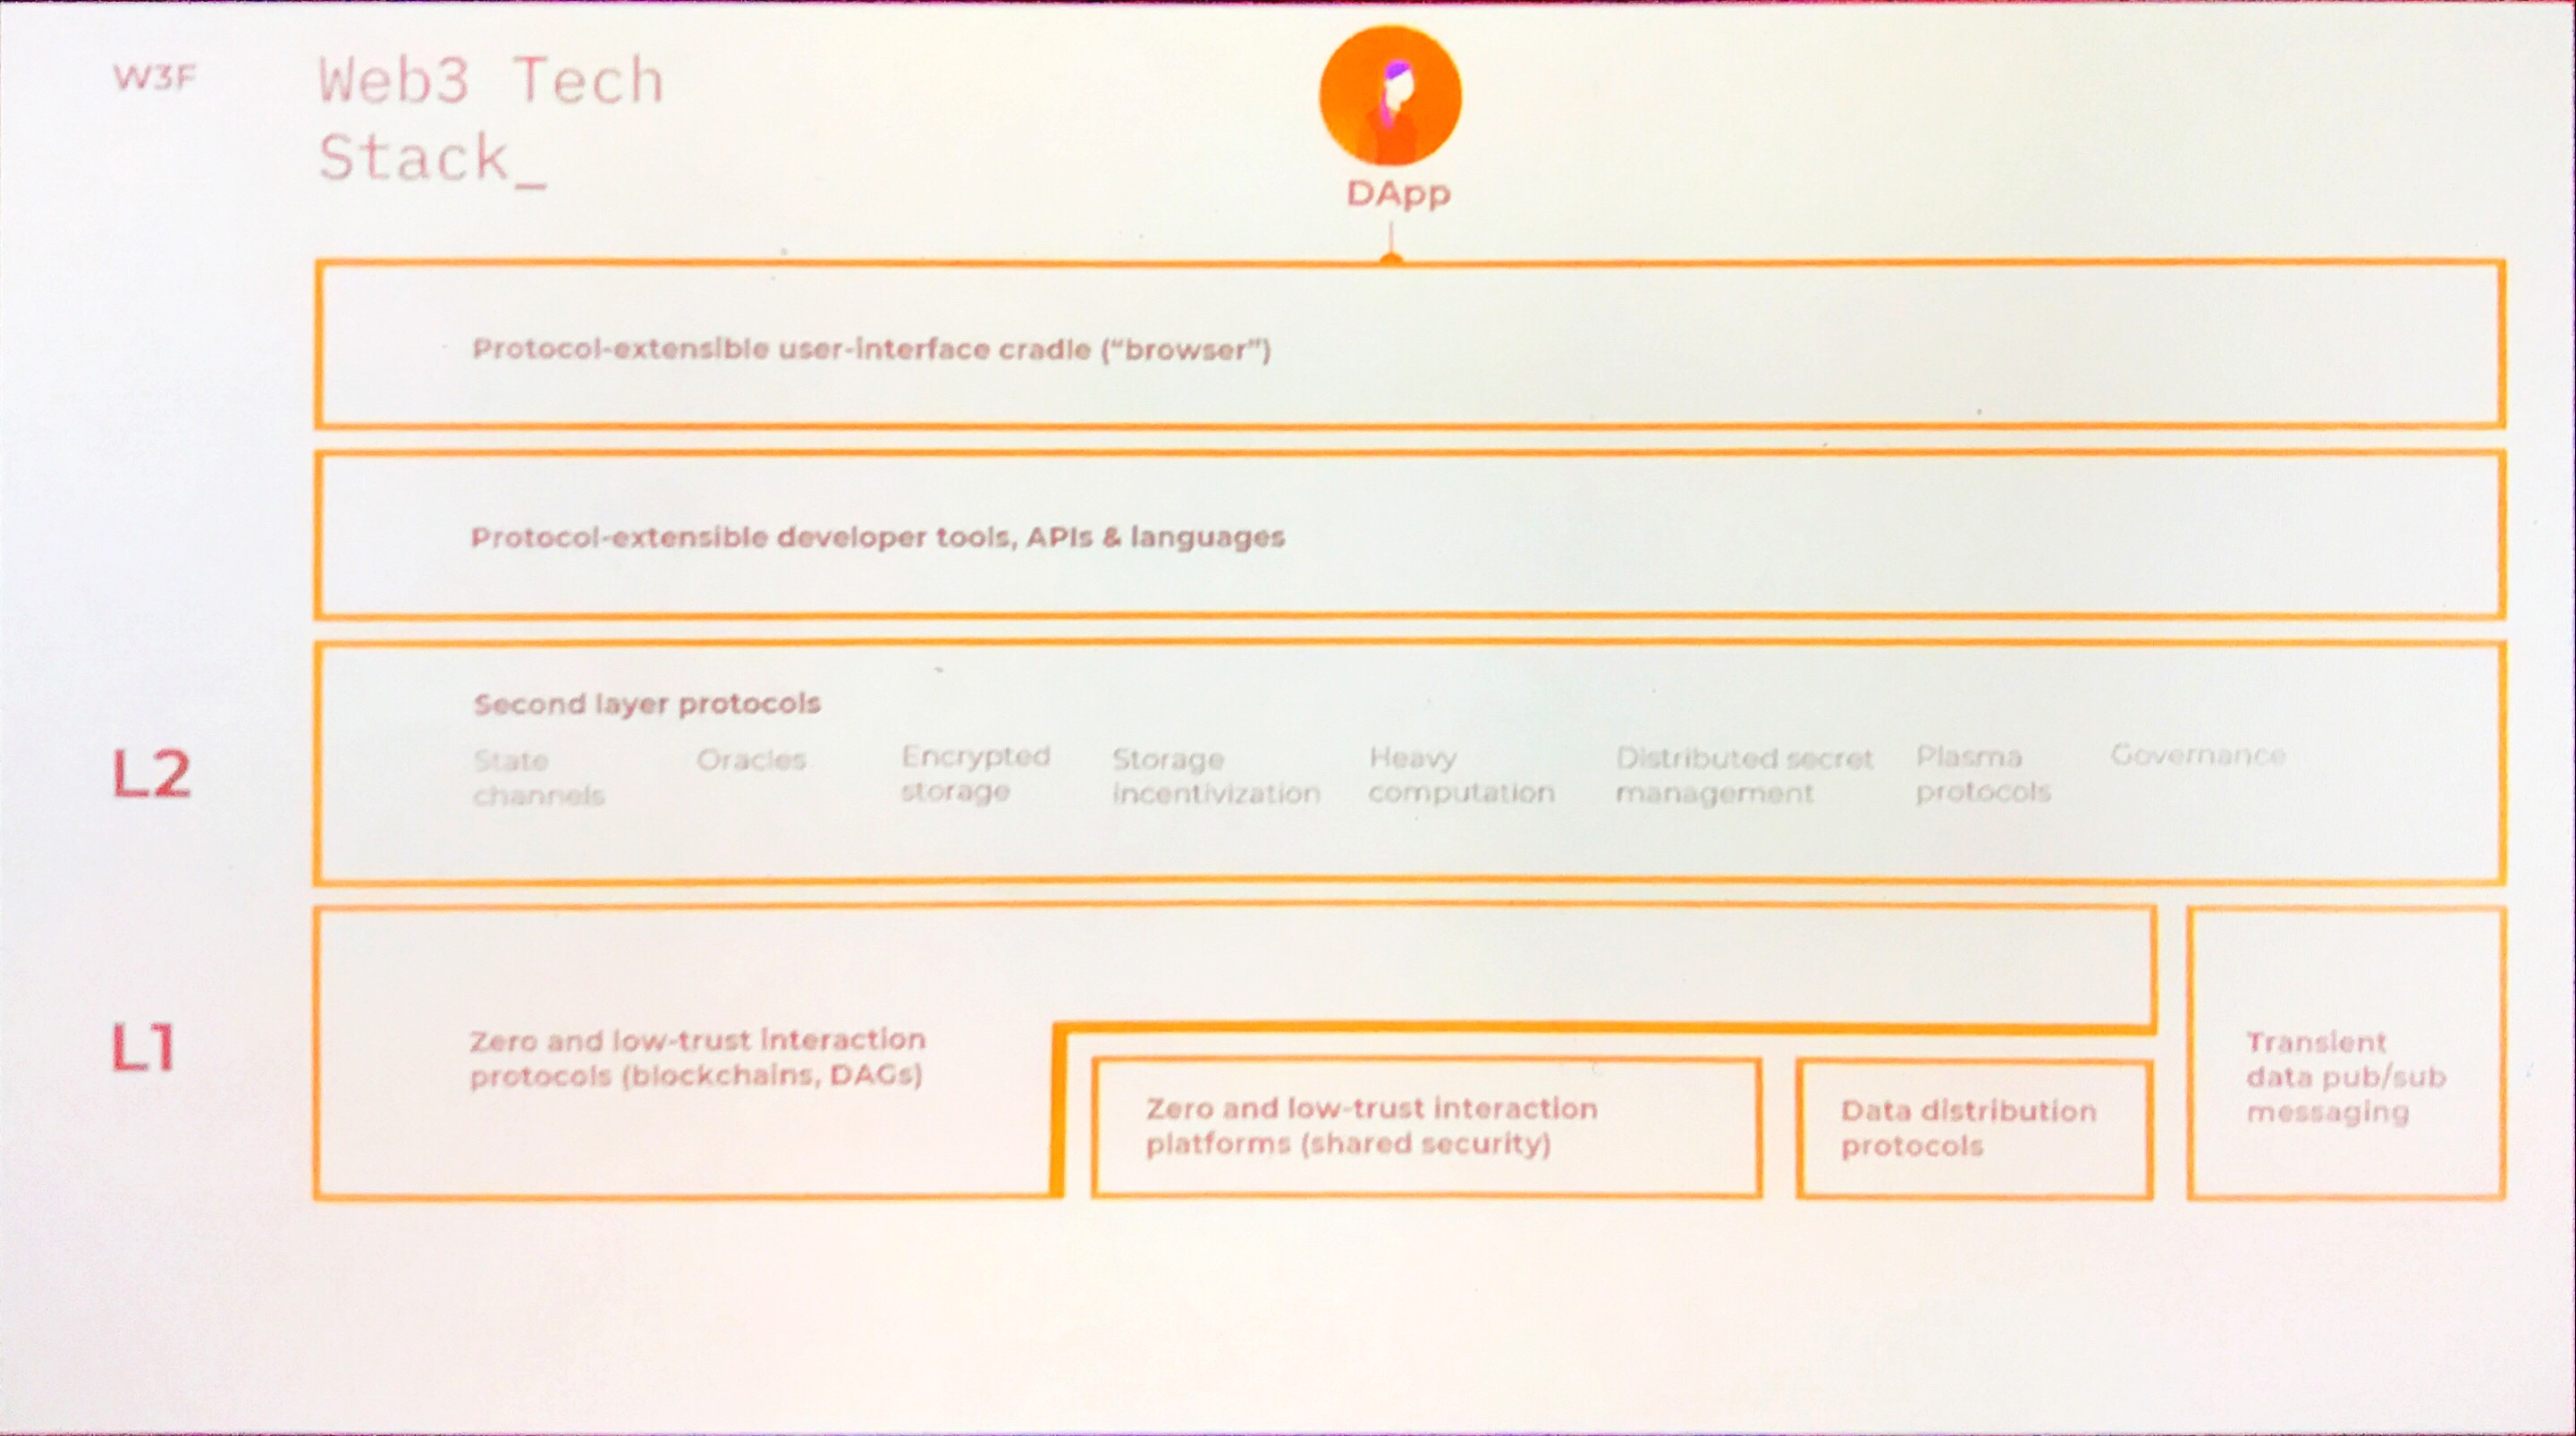 W3F
Web3 Tech
Stack_
DApp
Protocol-extensible user-interface cradle (“browser”)
Protocol-extensible developer tools, APIs & languages
L2
Second layer protocols
State
channels
Oracles
Encrypted
storage
Storage
incentivization
Heavy
computation
Distributed secret
management
Plasma
protocols
Governance
L1
Zero and low-trust interaction
protocols (blockchains, DAGs)
Zero and low-trust interaction
platforms (shared security)
Data distribution
protocols
Transient
data pub/sub
messaging